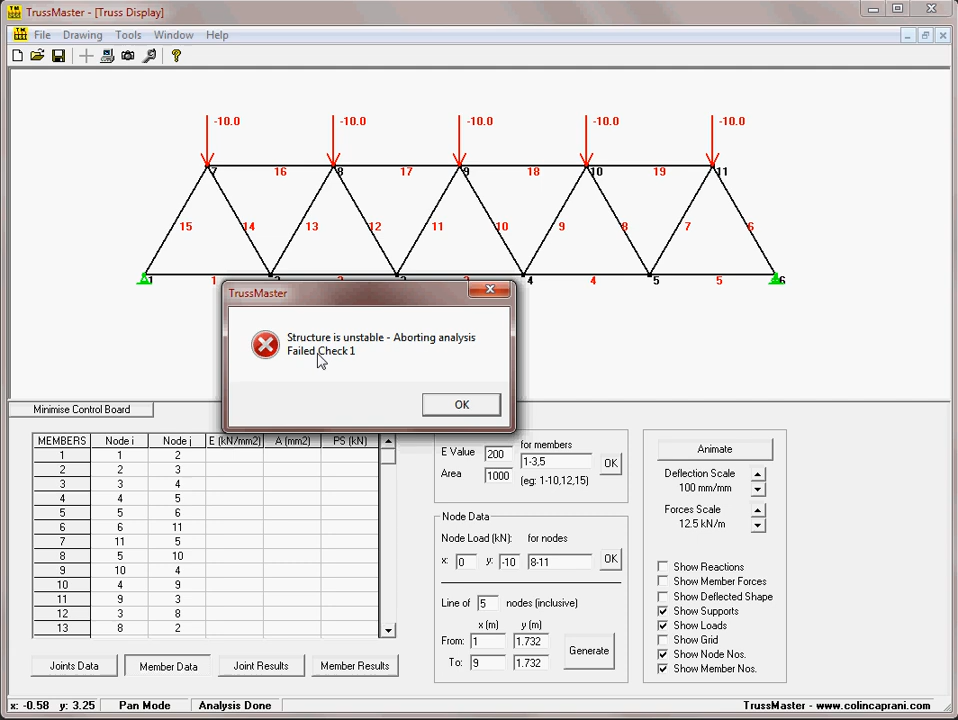 TrussMaster - [Truss Display]
File Drawing Tools Window Help
-10.0 -10.0 -10.0 -10.0 -10.0
7 16 8 17 9 18 10 19 11
15 14 13 12 11 10 9 8 7 6
1 1 4 4 5 5 6
TrussMaster
Structure is unstable - Aborting analysis
Failed Check 1
OK
Minimise Control Board
MEMBERS Node i Node j E (kN/mm2) A (mm2) PS (kN)
1 1 2
2 2 3
3 3 4
4 4 5
5 5 6
6 6 11
7 11 5
8 5 10
9 10 4
10 4 9
11 9 3
12 3 8
13 8 2
Joints Data Member Data Joint Results Member Results
E Value 200 for members
1-3,5 OK
Area 1000 (eg: 1-10,12,15)
Node Data
Node Load (kN): for nodes
x: 0 y: -10 8-11 OK
Line of 5 nodes (inclusive)
x (m) y (m)
From: 1 1.732
To: 9 1.732
Generate
Animate
Deflection Scale
100 mm/mm
Forces Scale
12.5 kN/m
Show Reactions
Show Member Forces
Show Deflected Shape
Show Supports
Show Loads
Show Grid
Show Node Nos.
Show Member Nos.
x: -0.58 y: 3.25 Pan Mode Analysis Done TrussMaster - www.colincaprani.com